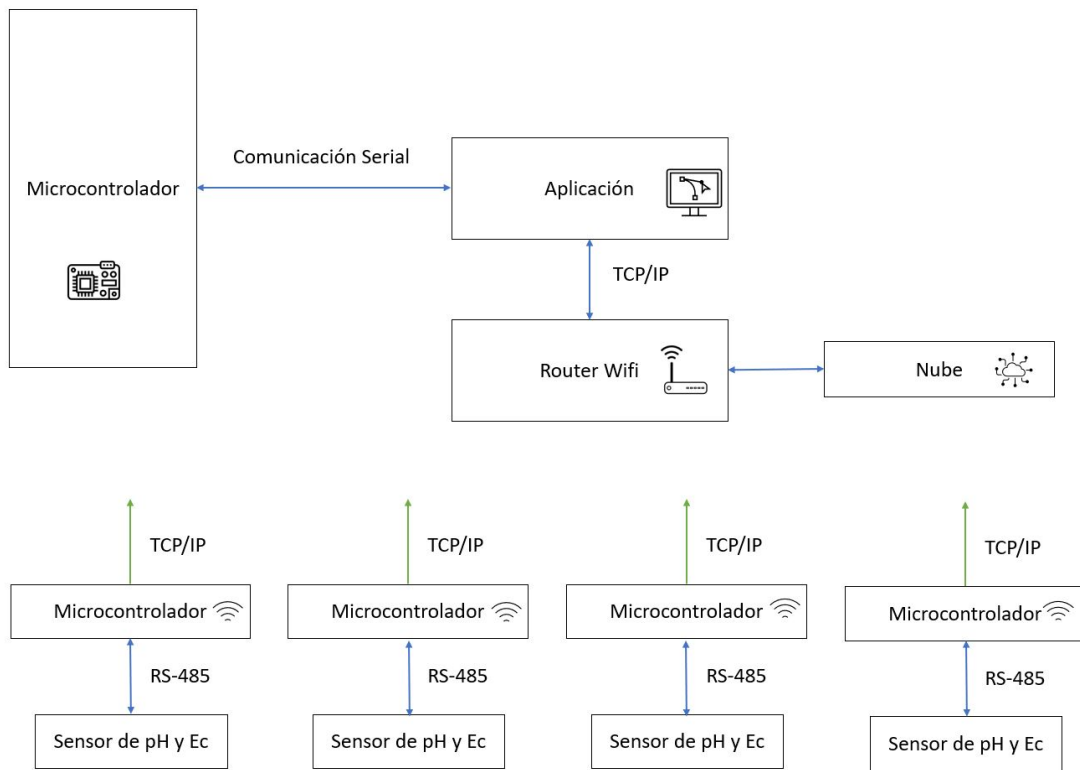 Comunicación Serial
Microcontrolador
Aplicación
TCP/IP
Router Wifi
Nube
TCP/IP
TCP/IP
TCP/IP
TCP/IP
Microcontrolador
Microcontrolador
Microcontrolador
Microcontrolador
RS-485
RS-485
RS-485
RS-485
Sensor de pH y Ec
Sensor de pH y Ec
Sensor de pH y Ec
Sensor de pH y Ec